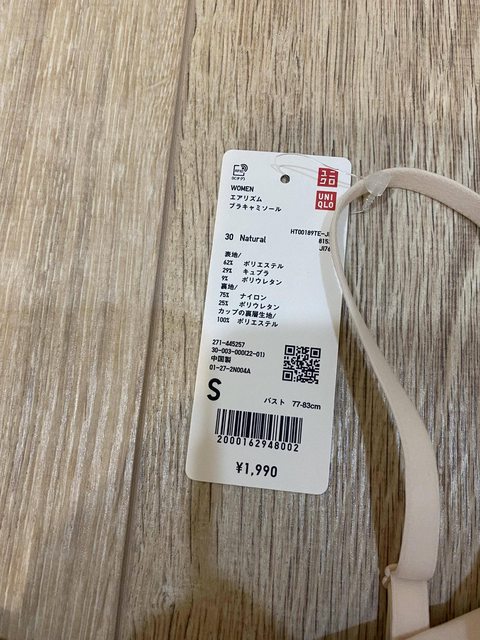 ユニ
クロ
UNI
QLO
WOMEN
エアリズム
ブラキャミソール
HT00189TE-JI
30 Natural
表地/
62% ポリエステル
29% キュプラ
9% ポリウレタン
裏地/
75% ナイロン
25% ポリウレタン
カップの裏層生地/
100% ポリエステル
271-445257
30-003-000(22-01)
中国製
01-27-2N004A
S
バスト 77-83cm
2000162948002
¥1,990